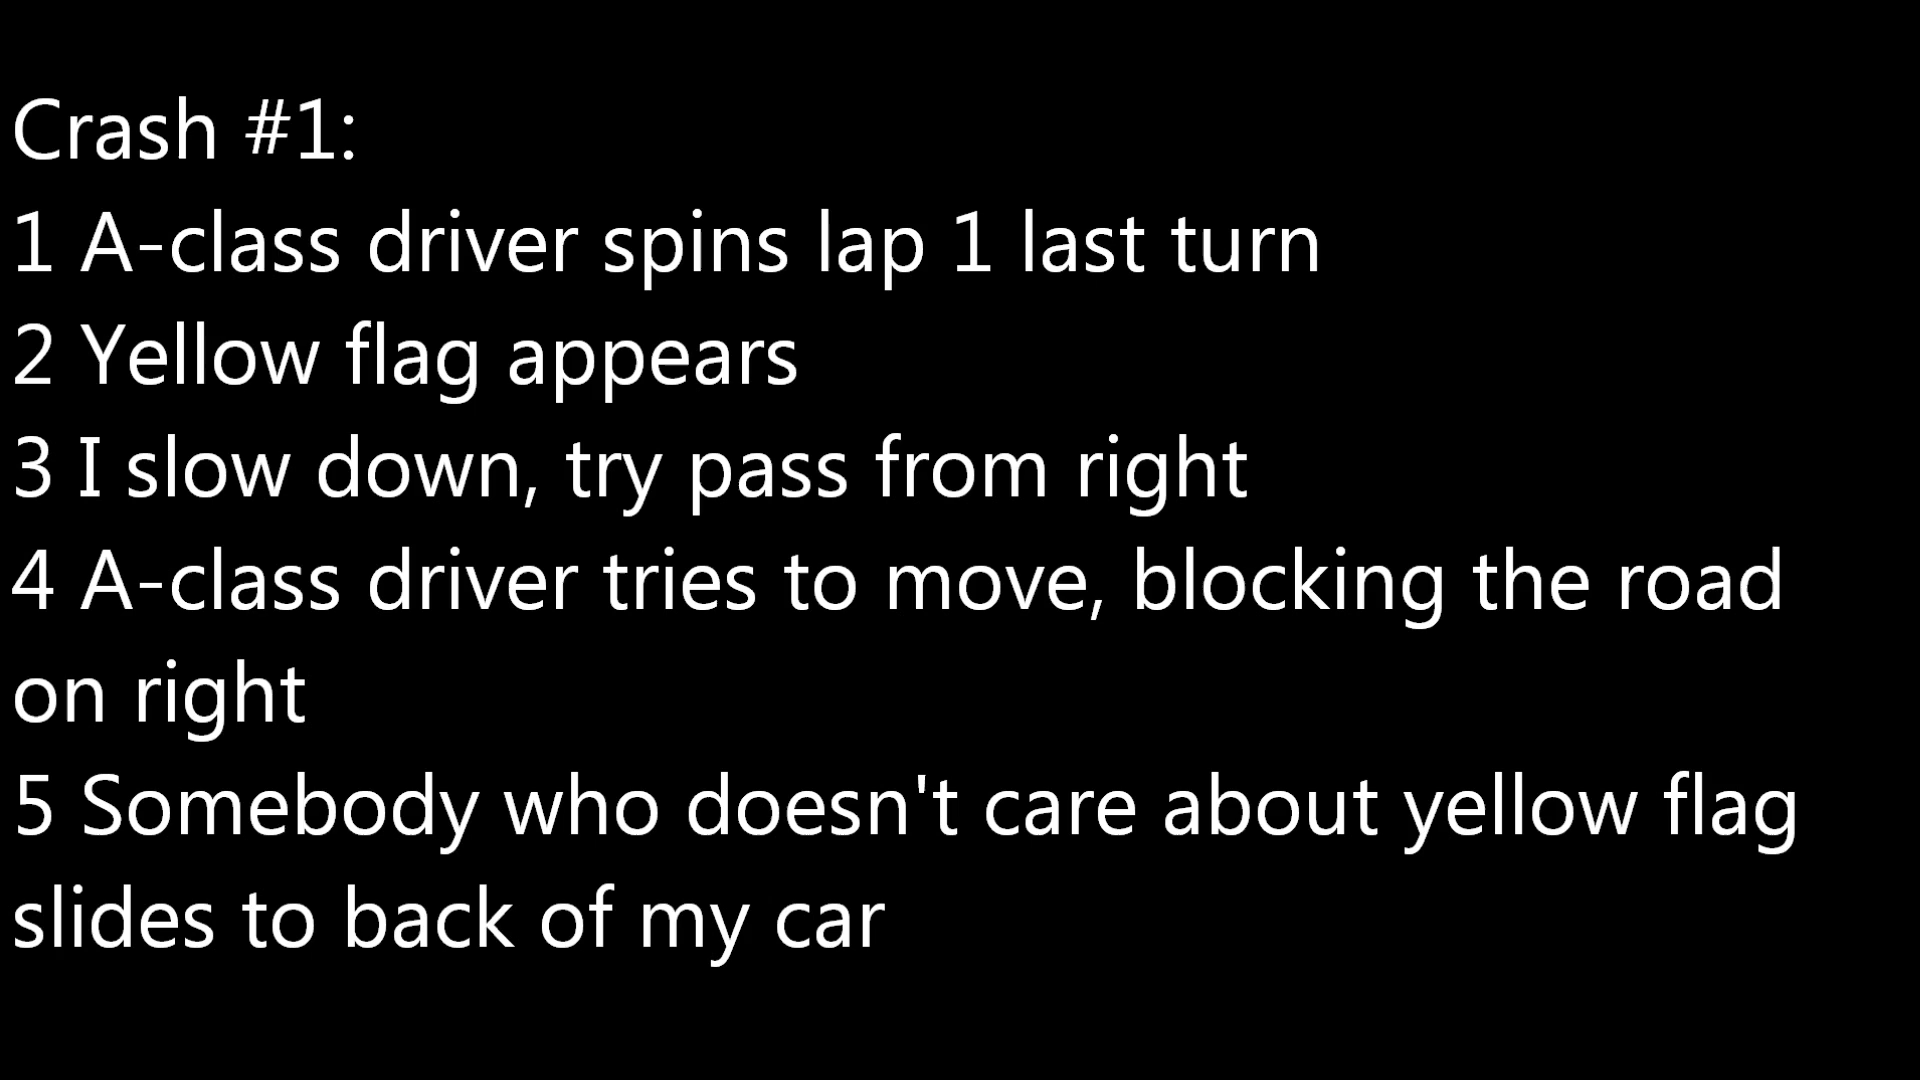 Crash #1:
1 A-class driver spins lap 1 last turn
2 Yellow flag appears
3 I slow down, try pass from right
4 A-class driver tries to move, blocking the road
on right
5 Somebody who doesn't care about yellow flag
slides to back of my car